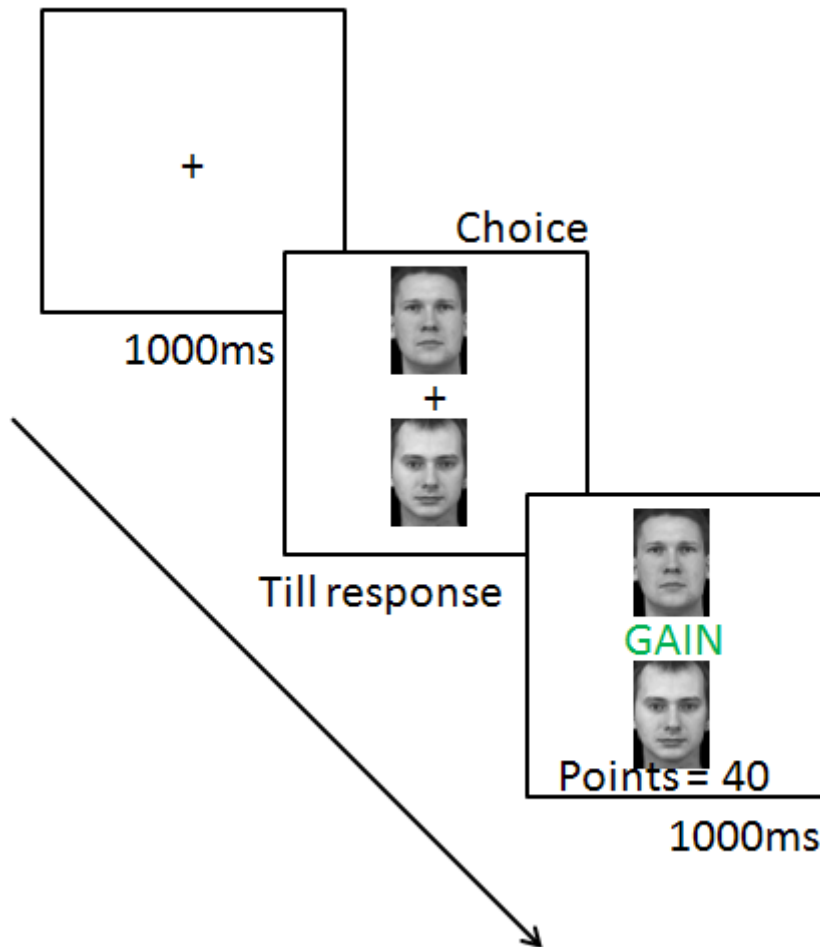 +
Choice
1000ms
+
Till response
GAIN
Points = 40
1000ms